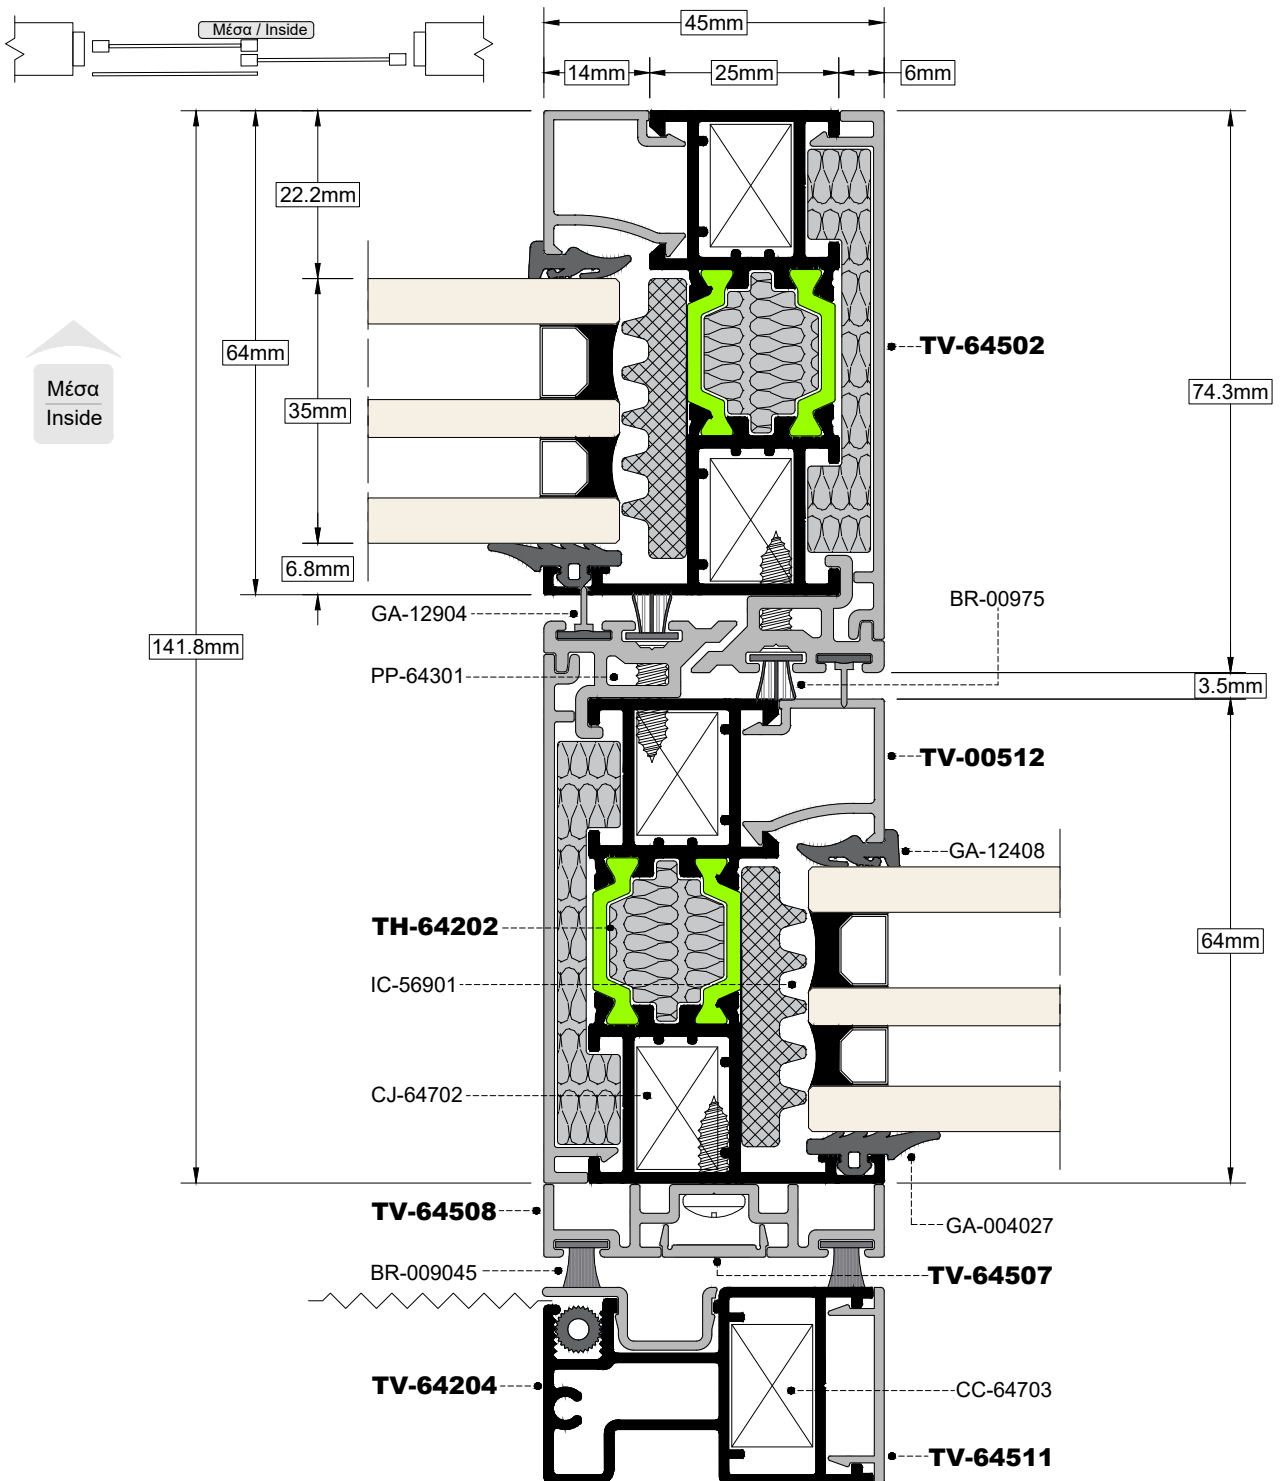 Μέσα / Inside
45mm
14mm
25mm
6mm
22.2mm
64mm
35mm
6.8mm
141.8mm
Μέσα
Inside
TV-64502
74.3mm
GA-12904
BR-00975
PP-64301
3.5mm
TV-00512
GA-12408
TH-64202
64mm
IC-56901
CJ-64702
TV-64508
GA-004027
BR-009045
TV-64507
TV-64204
CC-64703
TV-64511